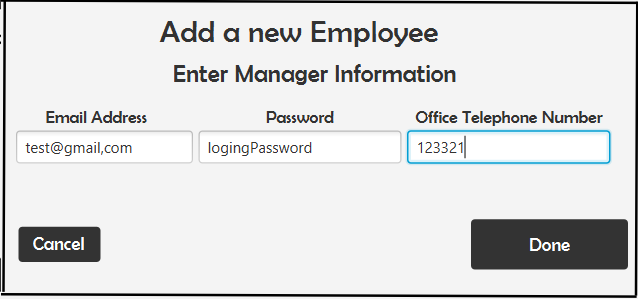 Add a new Employee
Enter Manager Information
Email Address Password Office Telephone Number
test@gmail,com logingPassword 123321
Cancel Done